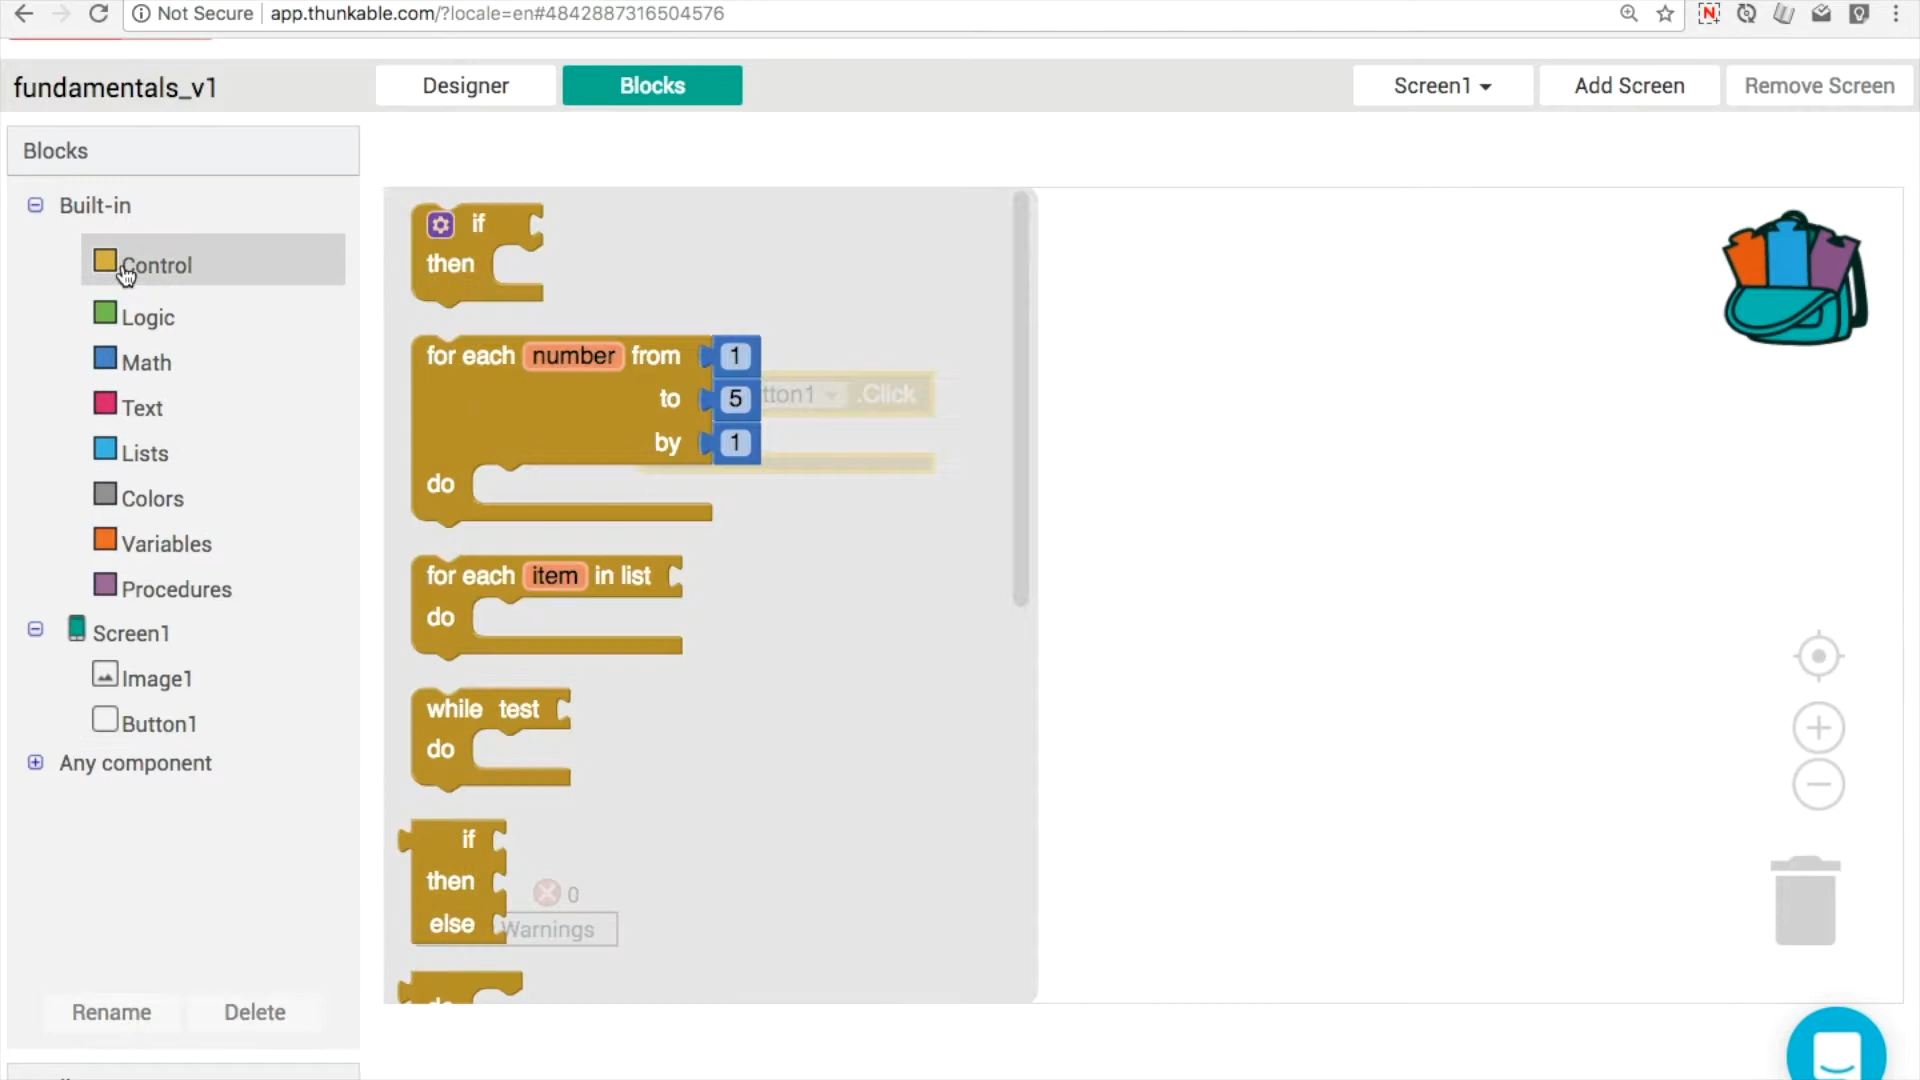 Not Secure app.thunkable.com/?locale=en#4842887316504576
fundamentals_v1 Designer Blocks Screen1 Add Screen Remove Screen
Blocks
Built-in
Control
Logic
Math
Text
Lists
Colors
Variables
Procedures
Screen1
Image1
Button1
Any component
Rename Delete
if
then
for each number from 1
to 5
by 1
do
tton1 .Click
for each item in list
do
while test
do
if
then
else
0
Warnings